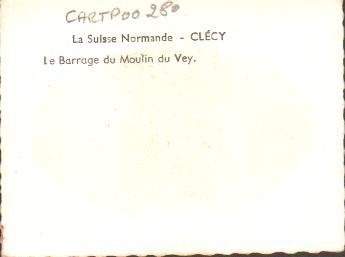 CARTPOO 280
La Suisse Normande - CLÉCY
Le Barrage du Moulin du Vey.